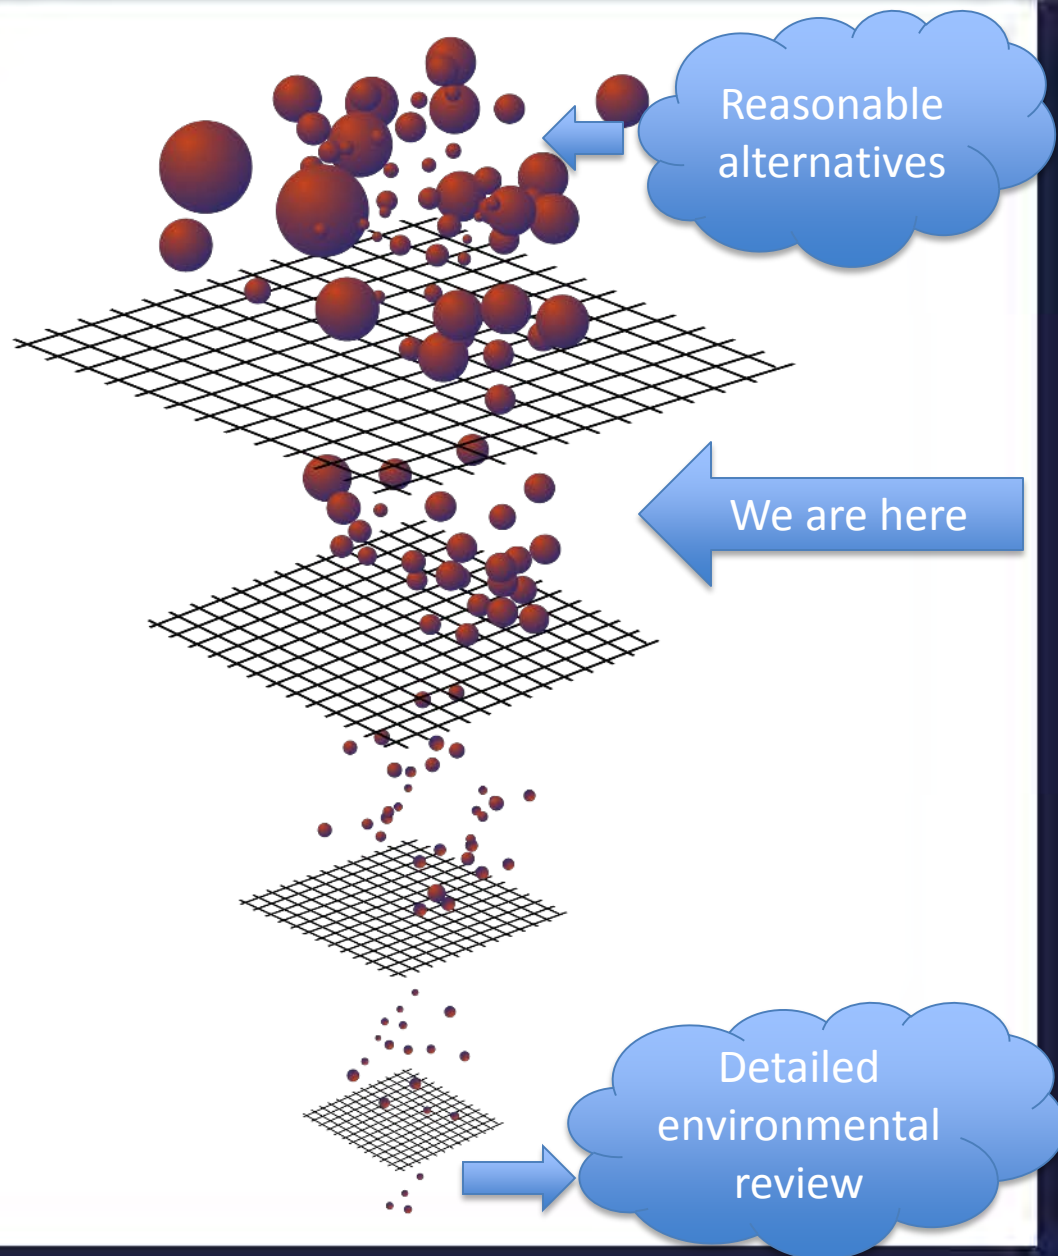 Reasonable
alternatives
We are here
Detailed
environmental
review